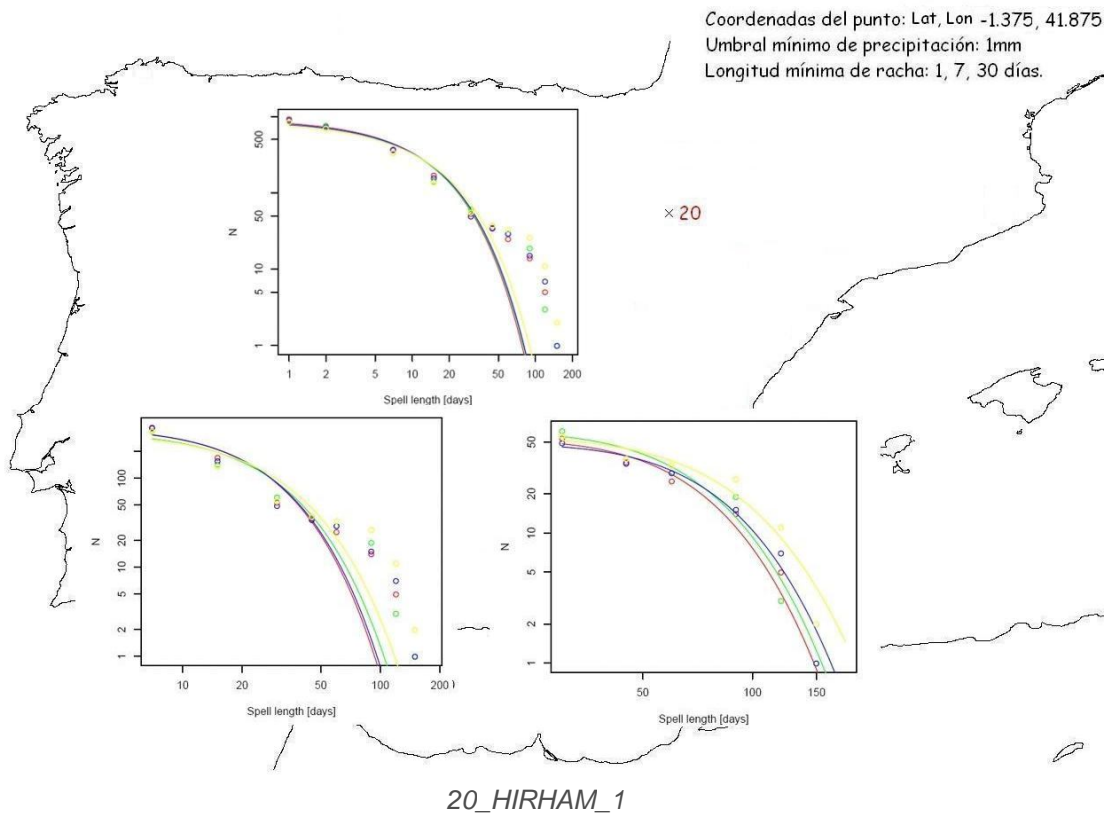 Coordenadas del punto: Lat, Lon -1.375, 41.875
Umbral mínimo de precipitación: 1mm
Longitud mínima de racha: 1, 7, 30 días.
500
50
10
5
1
N
1 2 5 10 20 50 100 200
Spell length [days]
× 20
100
50
20
10
5
2
1
N
10 20 50 100 200
Spell length [days]
50
20
10
5
2
1
N
50 100 150
Spell length [days]
20_HIRHAM_1